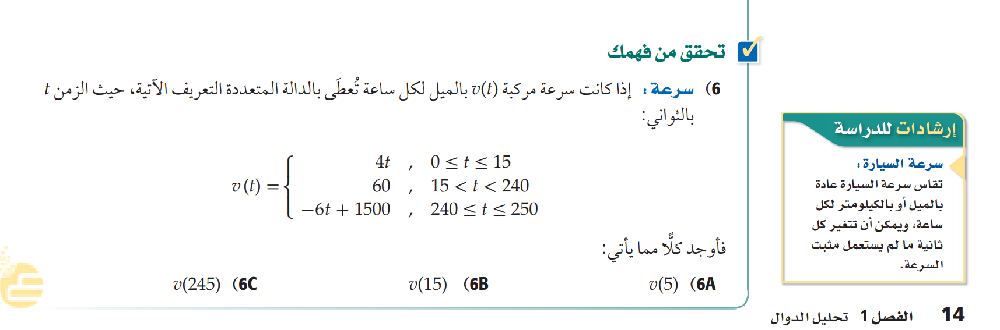 تحقق من فهمك
6) سرعة: إذا كانت سرعة مركبة v(t) بالميل لكل ساعة تُعطَى بالدالة المتعددة التعريف الآتية، حيث الزمن t
بالثواني:
v(t) = {
4t , 0 ≤ t ≤ 15
60 , 15 < t < 240
−6t + 1500 , 240 ≤ t ≤ 250
فأوجد كلًّا مما يأتي:
6A) v(5) 6B) v(15) 6C) v(245)
إرشادات للدراسة
سرعة السيارة:
تقاس سرعة السيارة عادة
بالميل أو بالكيلومتر لكل
ساعة، ويمكن أن تتغير كل
ثانية ما لم يستعمل مثبت
السرعة.
14 الفصل 1 تحليل الدوال